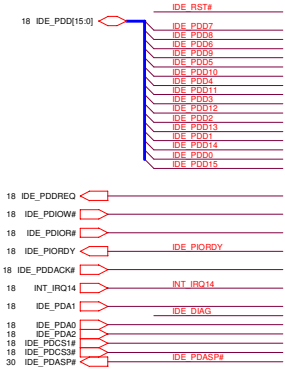 IDE_RST#
18 IDE_PDD[15:0]
IDE_PDD7
IDE_PDD8
IDE_PDD6
IDE_PDD9
IDE_PDD5
IDE_PDD10
IDE_PDD4
IDE_PDD11
IDE_PDD3
IDE_PDD12
IDE_PDD2
IDE_PDD13
IDE_PDD1
IDE_PDD14
IDE_PDD0
IDE_PDD15
18 IDE_PDDREQ
18 IDE_PDIOW#
18 IDE_PDIOR#
18 IDE_PIORDY IDE_PIORDY
18 IDE_PDDACK#
18 INT_IRQ14 INT_IRQ14
18 IDE_PDA1
IDE_DIAG
18 IDE_PDA0
18 IDE_PDA2
18 IDE_PDCS1#
18 IDE_PDCS3#
30 IDE_PDASP# IDE_PDASP#